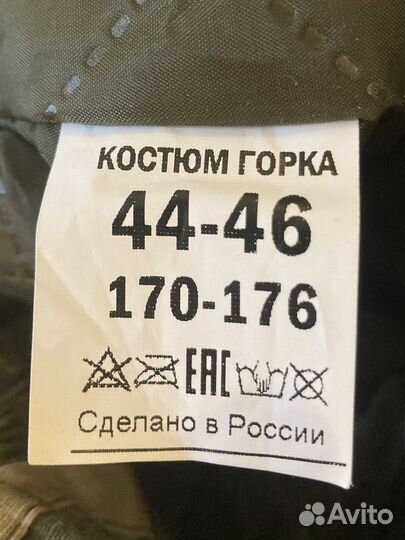 КОСТЮМ ГОРКА
44-46
170-176
EAC
Сделано в России
Avito